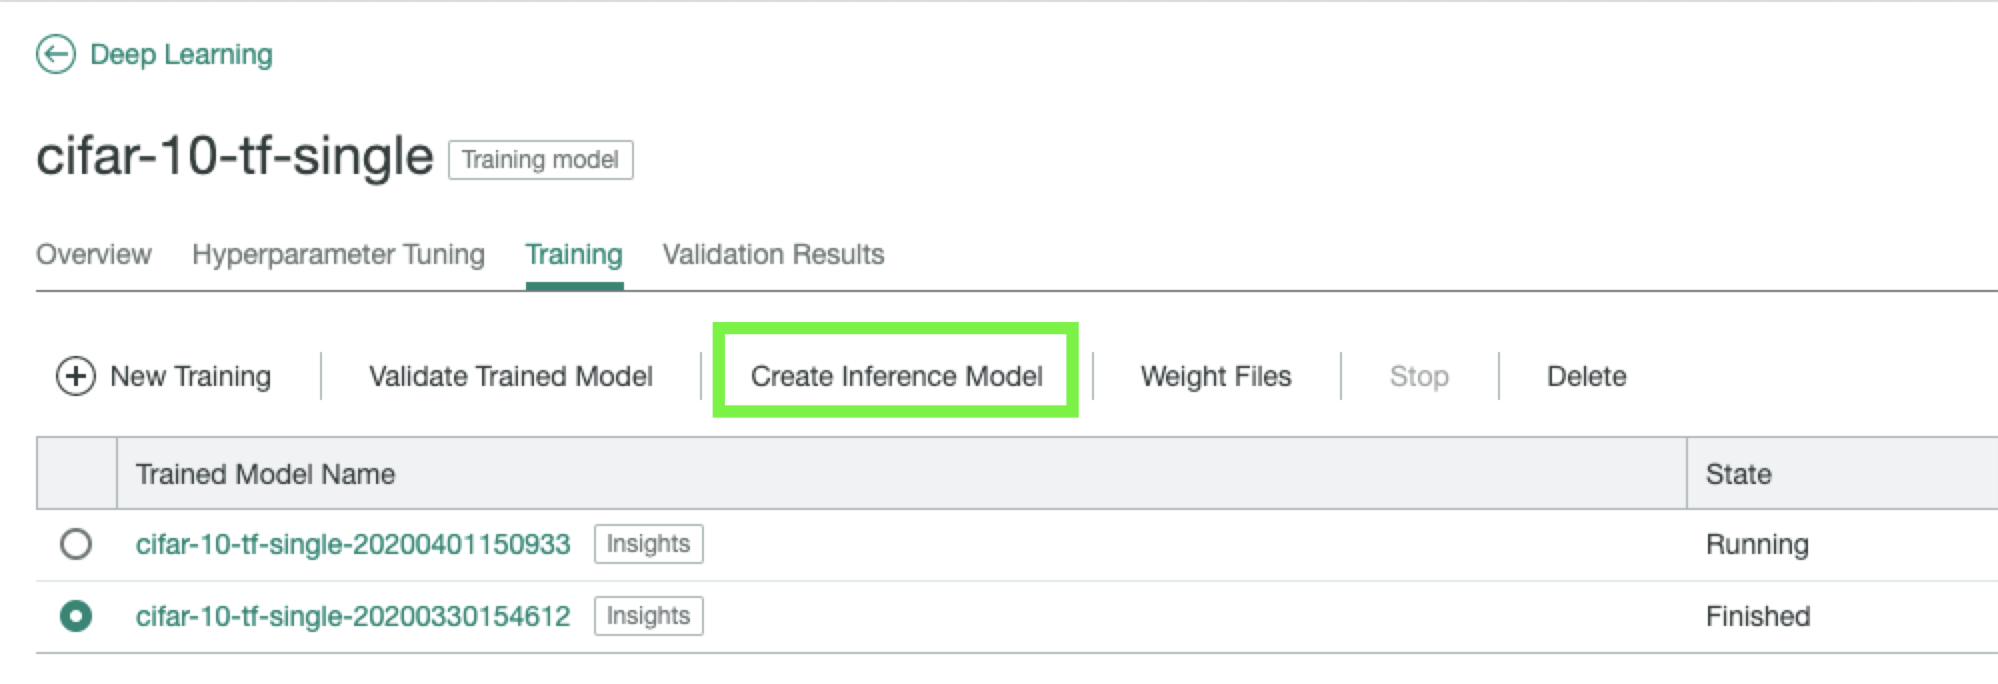 Deep Learning
cifar-10-tf-single Training model
Overview Hyperparameter Tuning Training Validation Results
New Training Validate Trained Model Create Inference Model Weight Files Stop Delete
Trained Model Name State
cifar-10-tf-single-20200401150933 Insights Running
cifar-10-tf-single-20200330154612 Insights Finished